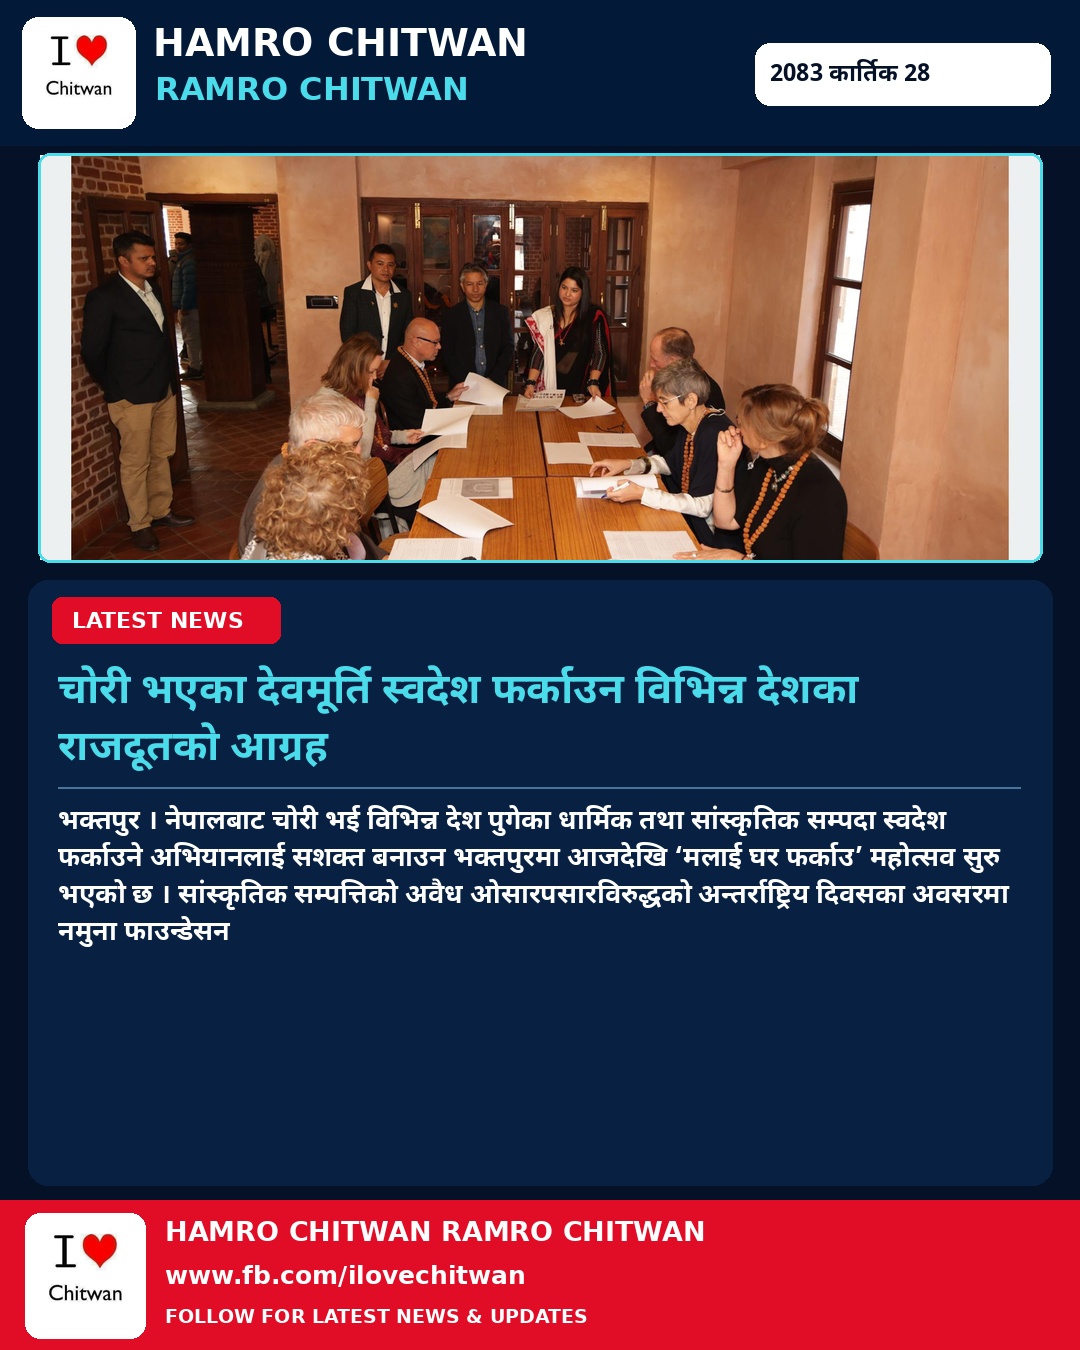 I ❤ Chitwan
HAMRO CHITWAN
RAMRO CHITWAN
2083 कार्तिक 28
LATEST NEWS
चोरी भएका देवमूर्ति स्वदेश फर्काउन विभिन्न देशका
राजदूतको आग्रह
भक्तपुर । नेपालबाट चोरी भई विभिन्न देश पुगेका धार्मिक तथा सांस्कृतिक सम्पदा स्वदेश
फर्काउने अभियानलाई सशक्त बनाउन भक्तपुरमा आजदेखि ‘मलाई घर फर्काउ’ महोत्सव सुरु
भएको छ । सांस्कृतिक सम्पत्तिको अवैध ओसारपसारविरुद्धको अन्तर्राष्ट्रिय दिवसका अवसरमा
नमुना फाउन्डेसन
I ❤ Chitwan
HAMRO CHITWAN RAMRO CHITWAN
www.fb.com/ilovechitwan
FOLLOW FOR LATEST NEWS & UPDATES